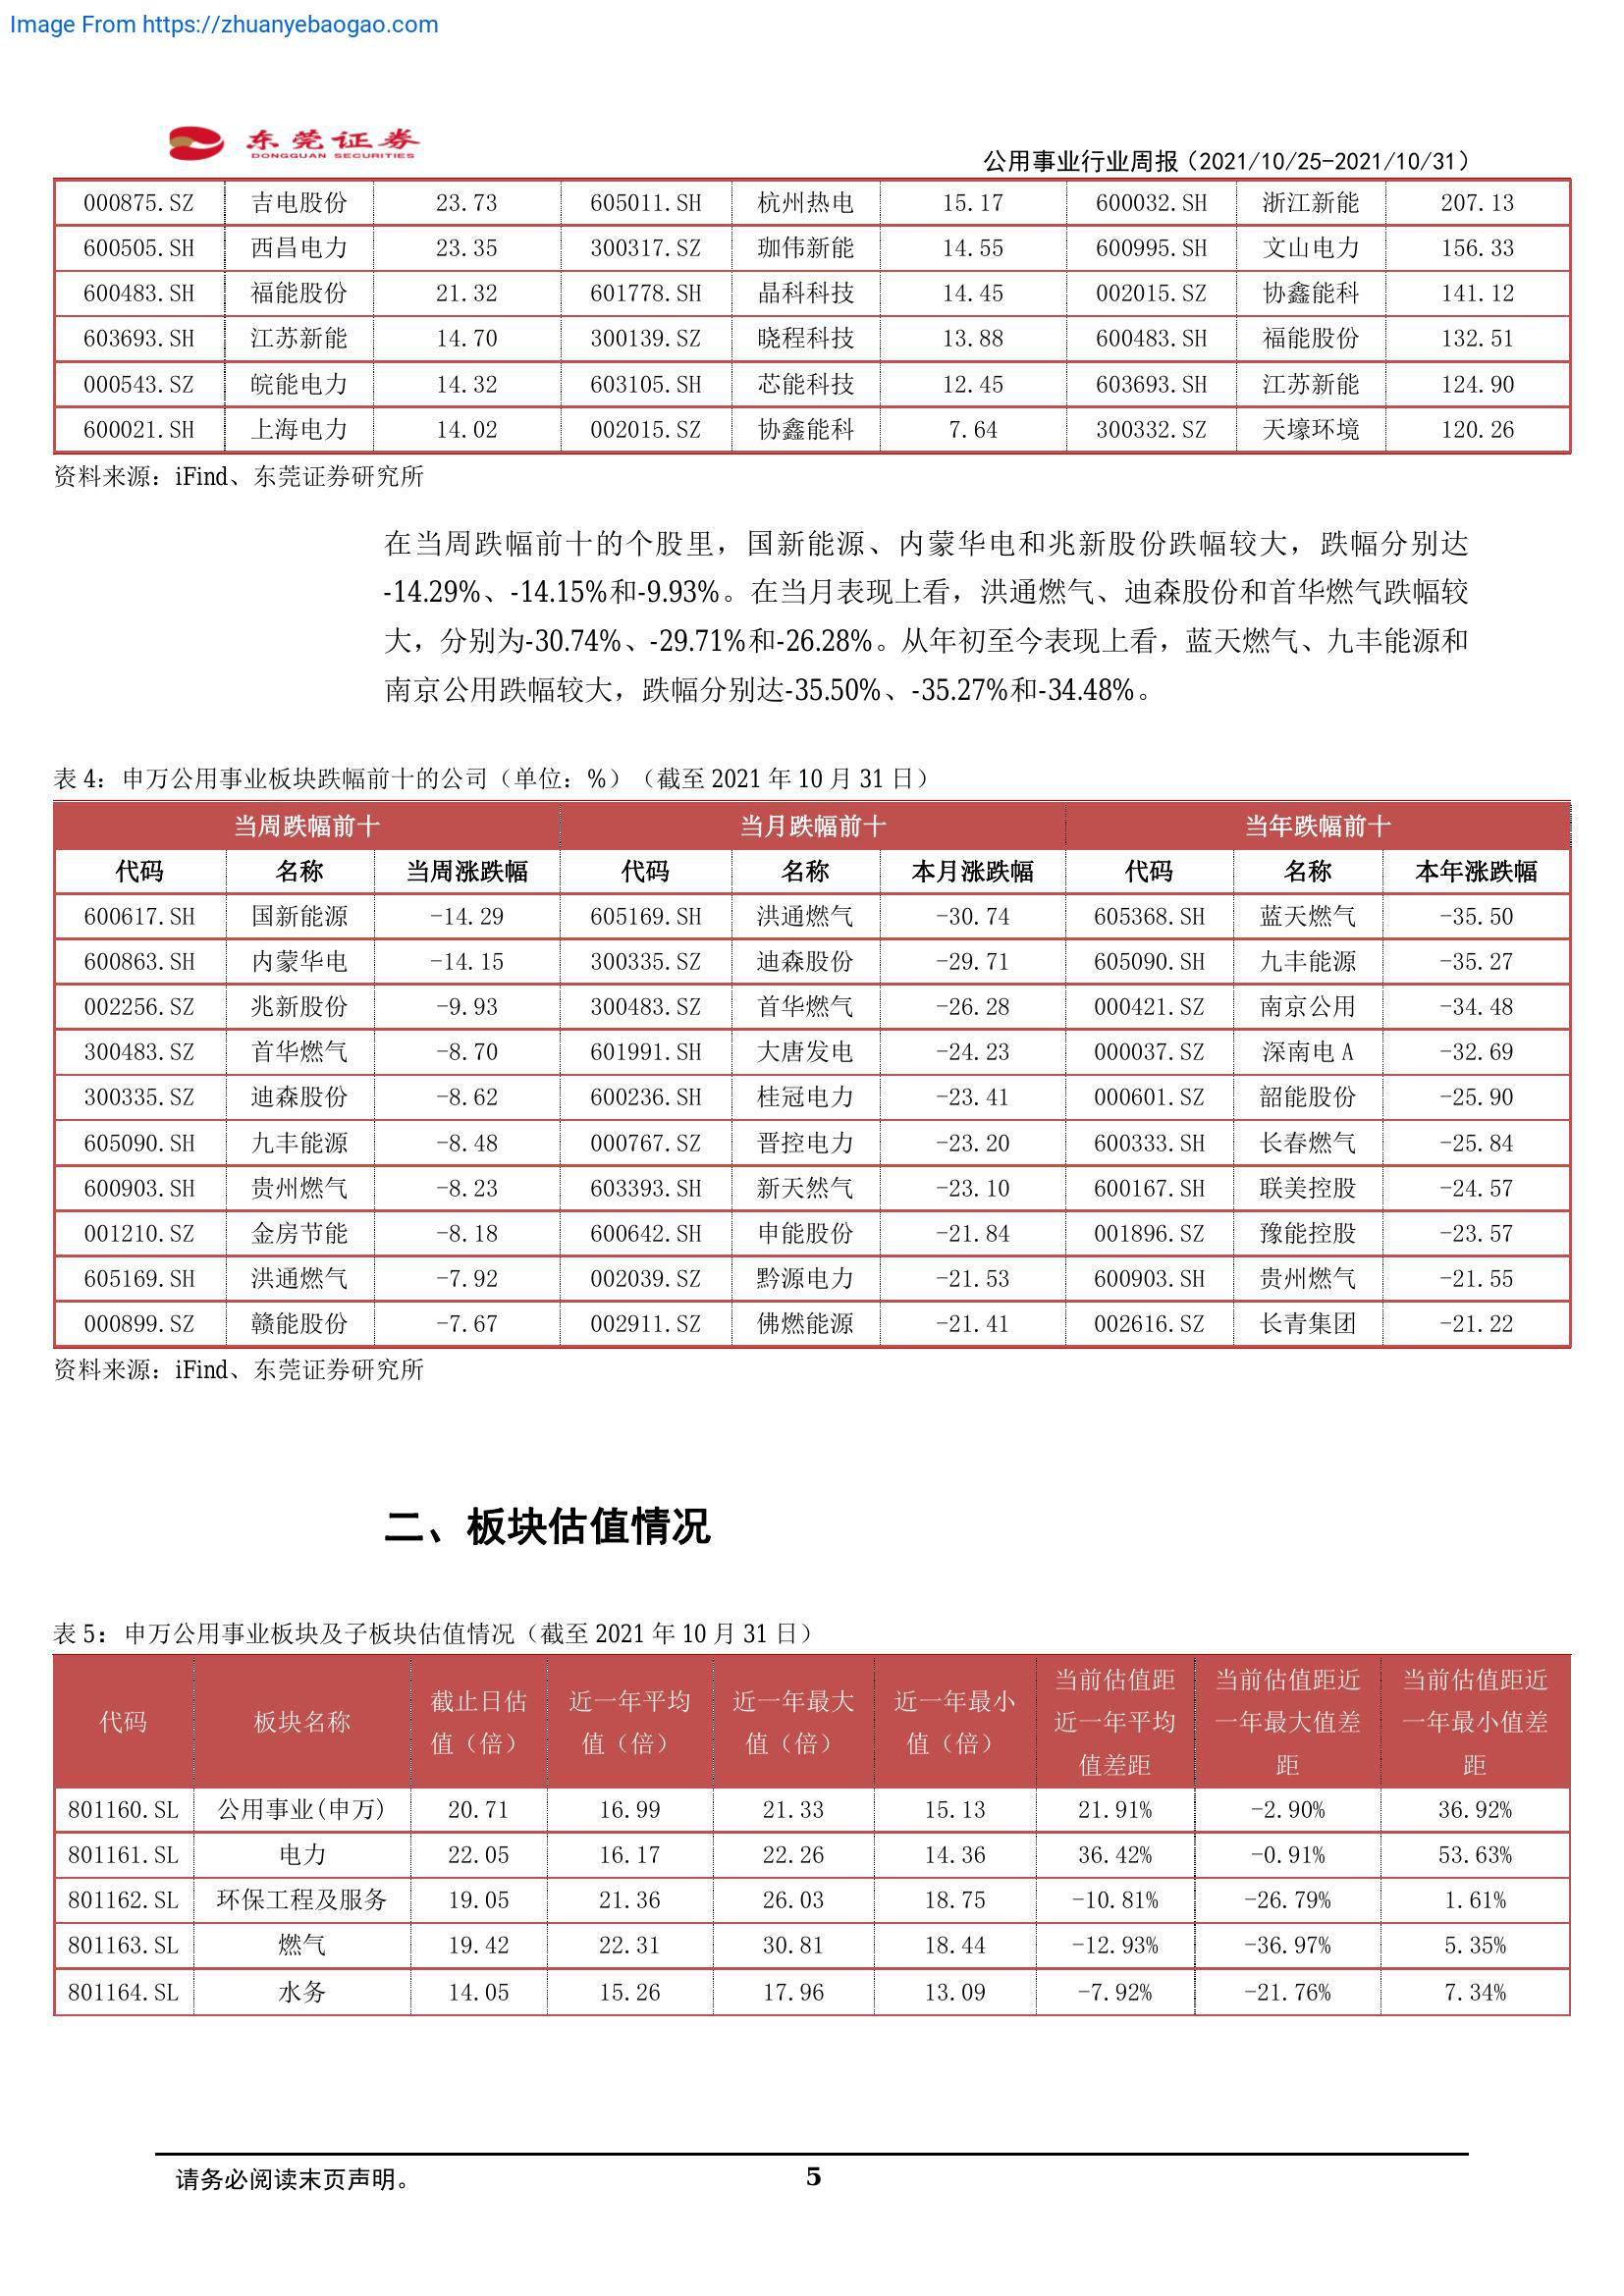 Image From https://zhuanyebaogao.com
东莞证券
DONGGUAN SECURITIES
公用事业行业周报（2021/10/25-2021/10/31）
000875.SZ 吉电股份 23.73 605011.SH 杭州热电 15.17 600032.SH 浙江新能 207.13
600505.SH 西昌电力 23.35 300317.SZ 珈伟新能 14.55 600995.SH 文山电力 156.33
600483.SH 福能股份 21.32 601778.SH 晶科科技 14.45 002015.SZ 协鑫能科 141.12
603693.SH 江苏新能 14.70 300139.SZ 晓程科技 13.88 600483.SH 福能股份 132.51
000543.SZ 皖能电力 14.32 603105.SH 芯能科技 12.45 603693.SH 江苏新能 124.90
600021.SH 上海电力 14.02 002015.SZ 协鑫能科 7.64 300332.SZ 天壕环境 120.26
资料来源：iFind、东莞证券研究所
在当周跌幅前十的个股里，国新能源、内蒙华电和兆新股份跌幅较大，跌幅分别达
-14.29%、-14.15%和-9.93%。在当月表现上看，洪通燃气、迪森股份和首华燃气跌幅较
大，分别为-30.74%、-29.71%和-26.28%。从年初至今表现上看，蓝天燃气、九丰能源和
南京公用跌幅较大，跌幅分别达-35.50%、-35.27%和-34.48%。
表 4：申万公用事业板块跌幅前十的公司（单位：%）（截至 2021 年 10 月 31 日）
当周跌幅前十 当月跌幅前十 当年跌幅前十
代码 名称 当周涨跌幅 代码 名称 本月涨跌幅 代码 名称 本年涨跌幅
600617.SH 国新能源 -14.29 605169.SH 洪通燃气 -30.74 605368.SH 蓝天燃气 -35.50
600863.SH 内蒙华电 -14.15 300335.SZ 迪森股份 -29.71 605090.SH 九丰能源 -35.27
002256.SZ 兆新股份 -9.93 300483.SZ 首华燃气 -26.28 000421.SZ 南京公用 -34.48
300483.SZ 首华燃气 -8.70 601991.SH 大唐发电 -24.23 000037.SZ 深南电 A -32.69
300335.SZ 迪森股份 -8.62 600236.SH 桂冠电力 -23.41 000601.SZ 韶能股份 -25.90
605090.SH 九丰能源 -8.48 000767.SZ 晋控电力 -23.20 600333.SH 长春燃气 -25.84
600903.SH 贵州燃气 -8.23 603393.SH 新天然气 -23.10 600167.SH 联美控股 -24.57
001210.SZ 金房节能 -8.18 600642.SH 申能股份 -21.84 001896.SZ 豫能控股 -23.57
605169.SH 洪通燃气 -7.92 002039.SZ 黔源电力 -21.53 600903.SH 贵州燃气 -21.55
000899.SZ 赣能股份 -7.67 002911.SZ 佛燃能源 -21.41 002616.SZ 长青集团 -21.22
资料来源：iFind、东莞证券研究所
二、板块估值情况
表 5：申万公用事业板块及子板块估值情况（截至 2021 年 10 月 31 日）
代码 板块名称 截止日估值（倍） 近一年平均值（倍） 近一年最大值（倍） 近一年最小值（倍） 当前估值距近一年平均值差距 当前估值距近一年最大值差距 当前估值距近一年最小值差距
801160.SL 公用事业(申万) 20.71 16.99 21.33 15.13 21.91% -2.90% 36.92%
801161.SL 电力 22.05 16.17 22.26 14.36 36.42% -0.91% 53.63%
801162.SL 环保工程及服务 19.05 21.36 26.03 18.75 -10.81% -26.79% 1.61%
801163.SL 燃气 19.42 22.31 30.81 18.44 -12.93% -36.97% 5.35%
801164.SL 水务 14.05 15.26 17.96 13.09 -7.92% -21.76% 7.34%
请务必阅读末页声明。
5